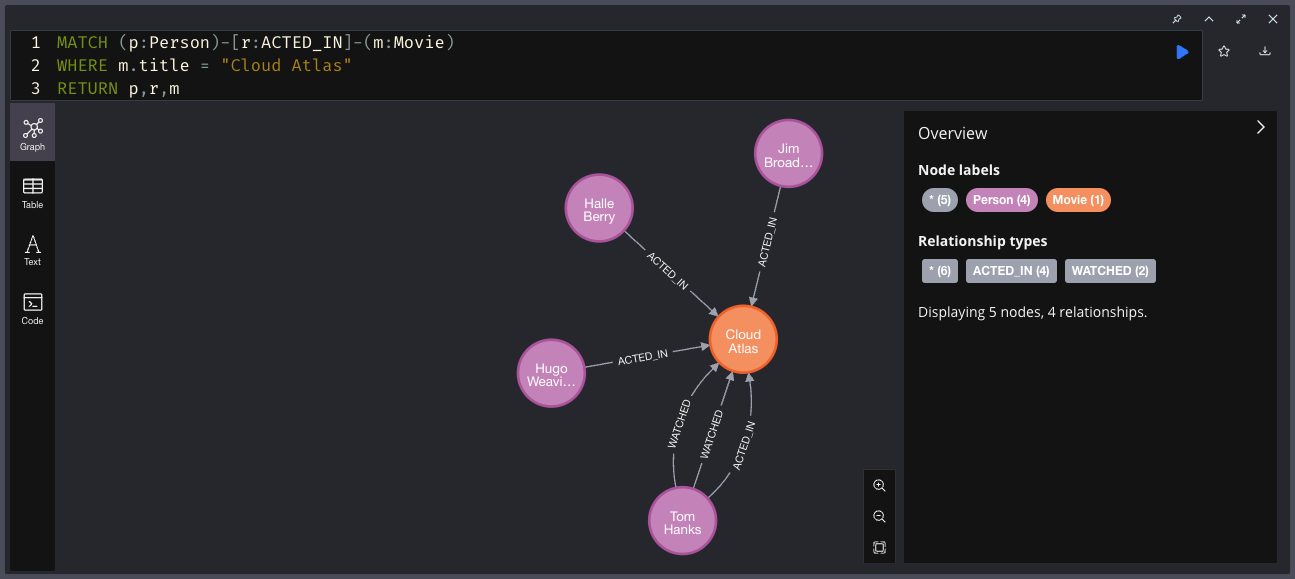 1 MATCH (p:Person)-[r:ACTED_IN]-(m:Movie)
2 WHERE m.title = "Cloud Atlas"
3 RETURN p,r,m
Graph
Table
Text
Code
Jim
Broad…
Halle
Berry
ACTED_IN
ACTED_IN
Cloud
Atlas
Hugo
Weavi…
ACTED_IN
WATCHED
WATCHED
ACTED_IN
Tom
Hanks
Overview
Node labels
* (5) Person (4) Movie (1)
Relationship types
* (6) ACTED_IN (4) WATCHED (2)
Displaying 5 nodes, 4 relationships.